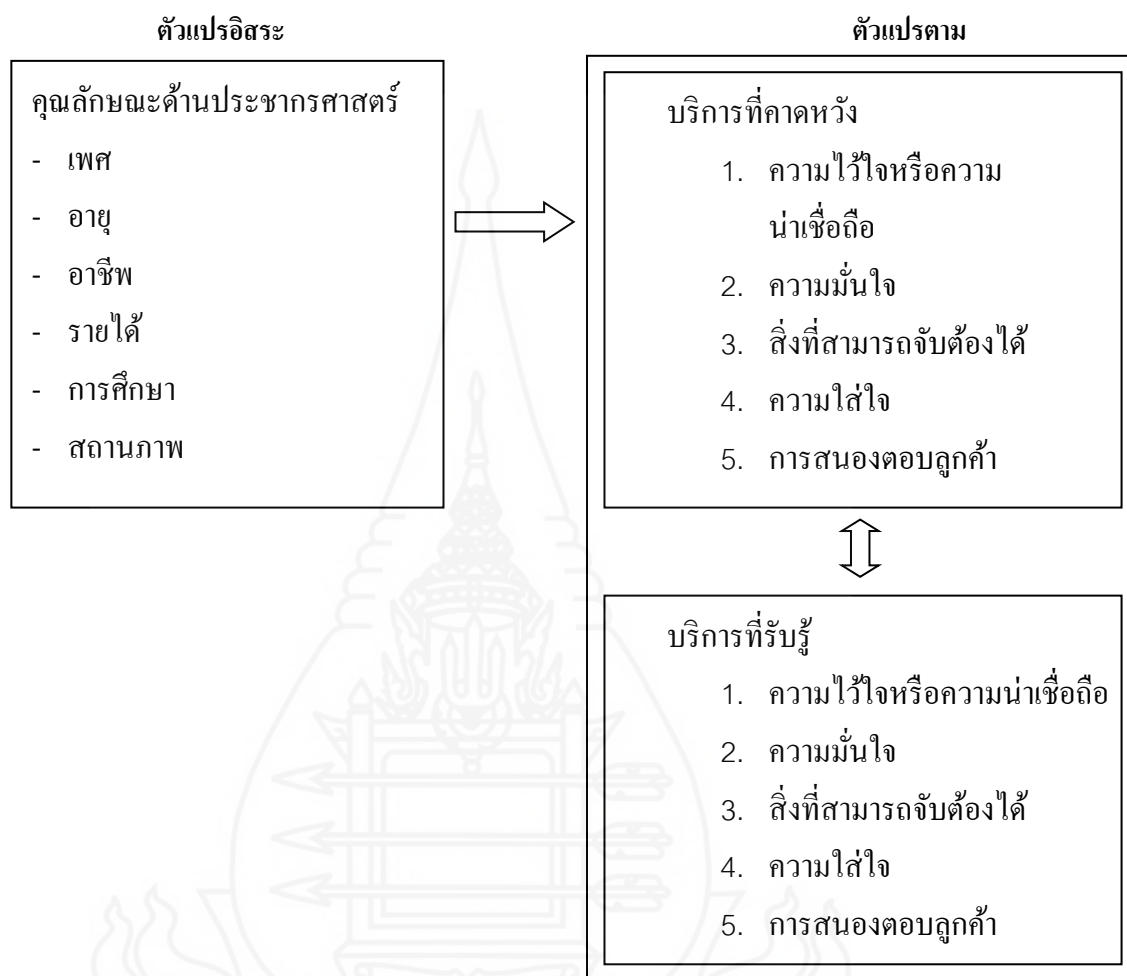 ตัวแปรอิสระ
คุณลักษณะด้านประชากรศาสตร์
- เพศ
- อายุ
- อาชีพ
- รายได้
- การศึกษา
- สถานภาพ
ตัวแปรตาม
บริการที่คาดหวัง
1. ความไว้ใจหรือความ
น่าเชื่อถือ
2. ความมั่นใจ
3. สิ่งที่สามารถจับต้องได้
4. ความใส่ใจ
5. การสนองตอบลูกค้า
บริการที่รับรู้
1. ความไว้ใจหรือความน่าเชื่อถือ
2. ความมั่นใจ
3. สิ่งที่สามารถจับต้องได้
4. ความใส่ใจ
5. การสนองตอบลูกค้า